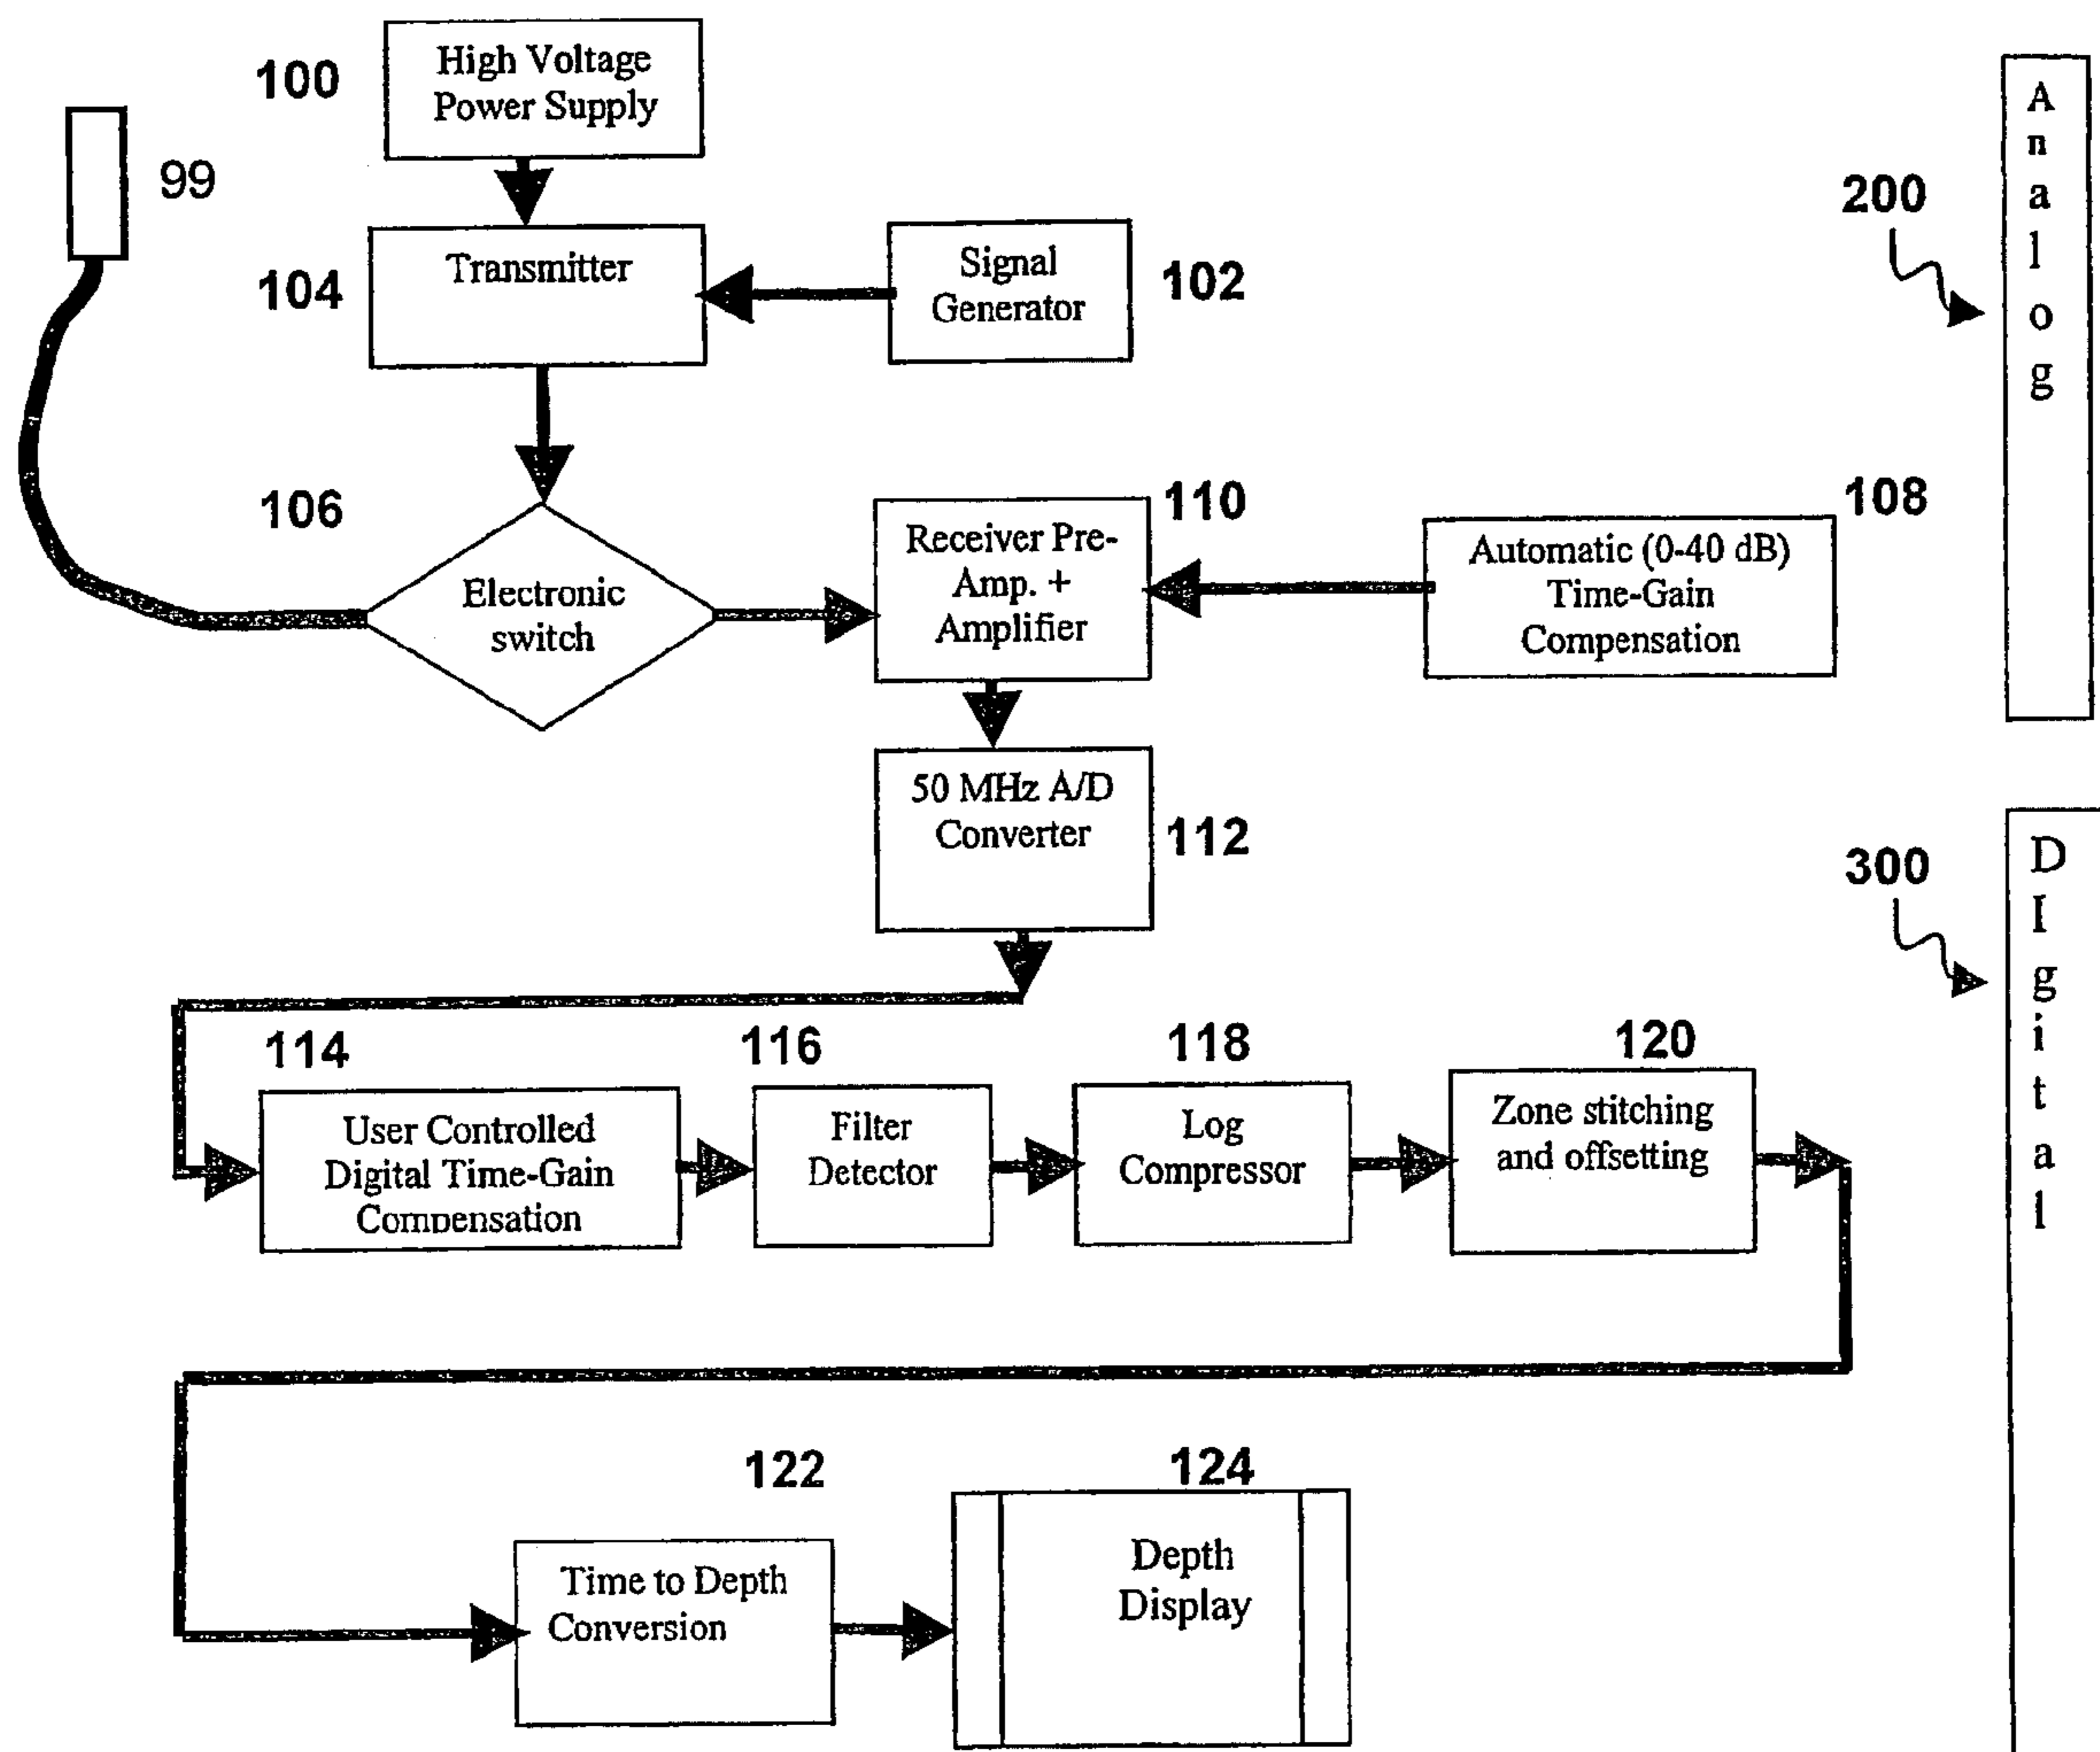 100
High Voltage
Power Supply
99
104
Transmitter
Signal
Generator
102
200
Analog
106
Electronic
switch
110
Receiver Pre-
Amp. +
Amplifier
108
Automatic (0-40 dB)
Time-Gain
Compensation
50 MHz A/D
Converter
112
300
DIgital
114
User Controlled
Digital Time-Gain
Compensation
116
Filter
Detector
118
Log
Compressor
120
Zone stitching
and offsetting
122
Time to Depth
Conversion
124
Depth
Display